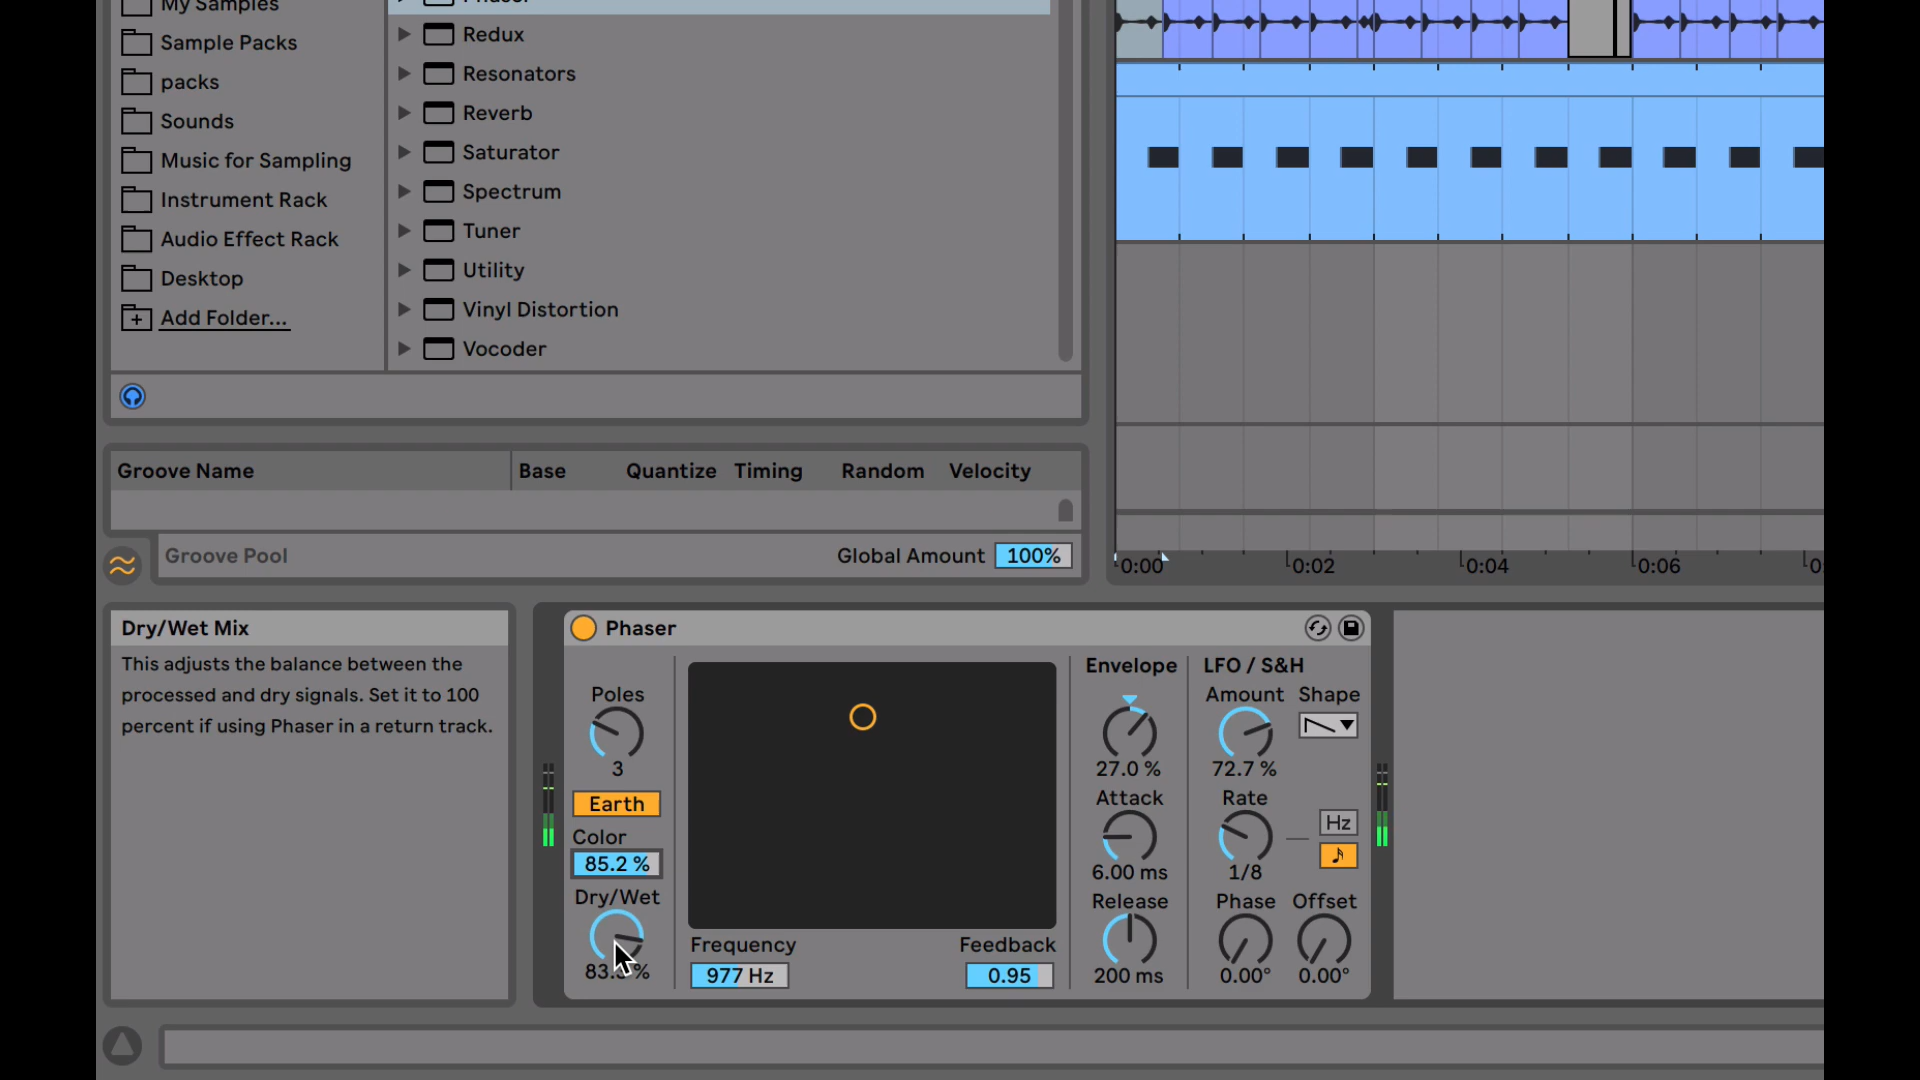 My Samples
Sample Packs
packs
Sounds
Music for Sampling
Instrument Rack
Audio Effect Rack
Desktop
Add Folder...
Phaser
Redux
Resonators
Reverb
Saturator
Spectrum
Tuner
Utility
Vinyl Distortion
Vocoder
Groove Name Base Quantize Timing Random Velocity
Groove Pool Global Amount 100%
0:00 0:02 0:04 0:06
Dry/Wet Mix
This adjusts the balance between the
processed and dry signals. Set it to 100
percent if using Phaser in a return track.
Phaser
Poles
3
Earth
Color
85.2 %
Dry/Wet
Frequency
977 Hz
Feedback
0.95
Envelope
27.0 %
Attack
6.00 ms
Release
200 ms
LFO / S&H
Amount Shape
72.7 %
Rate
Hz
1/8
Phase Offset
0.00° 0.00°